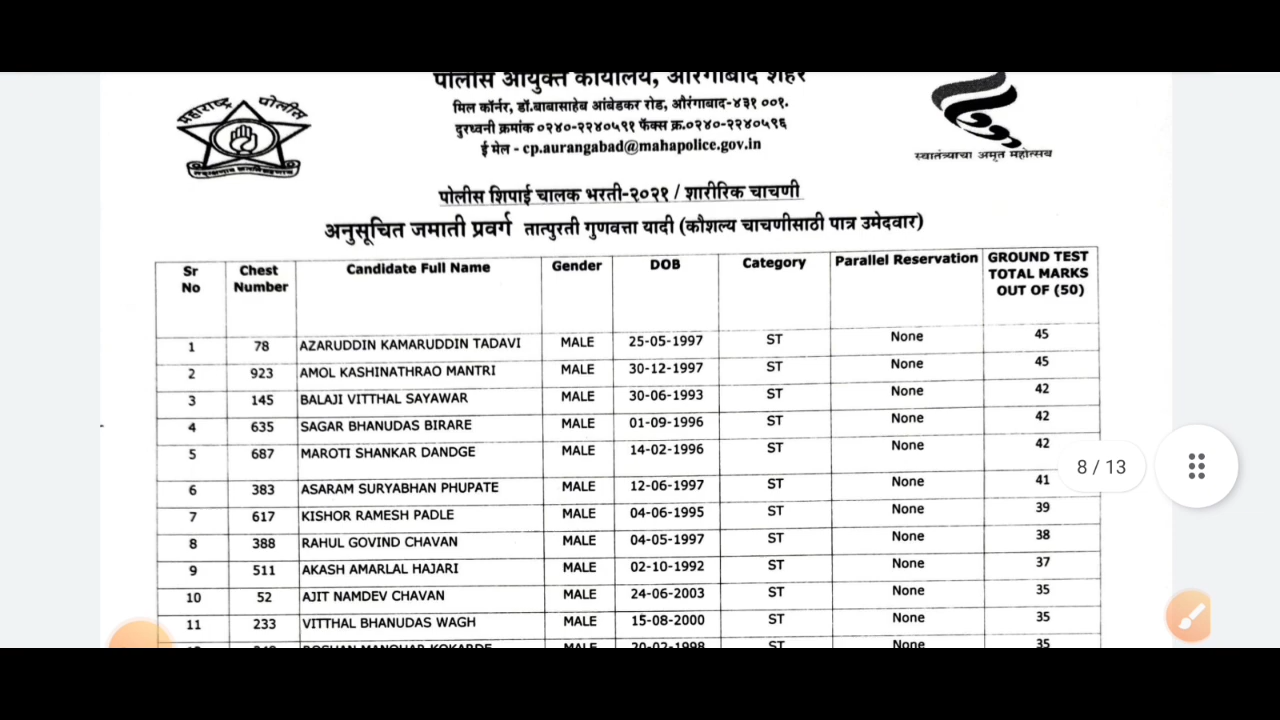 पोलीस आयुक्त कार्यालय, औरंगाबाद शहर
मिल कॉर्नर, डॉ.बाबासाहेब आंबेडकर रोड, औरंगाबाद-४३१ ००१.
दुरध्वनी क्रमांक ०२४०-२२४०५९१ फॅक्स क्र.०२४०-२२४०५९६
ई मेल - cp.aurangabad@mahapolice.gov.in
महाराष्ट्र पोलीस
स्वातंत्र्याचा अमृत महोत्सव
पोलीस शिपाई चालक भरती-२०२१ / शारीरिक चाचणी
अनुसूचित जमाती प्रवर्ग तात्पुरती गुणवत्ता यादी (कौशल्य चाचणीसाठी पात्र उमेदवार)
Sr No Chest Number Candidate Full Name Gender DOB Category Parallel Reservation GROUND TEST TOTAL MARKS OUT OF (50)
1 78 AZARUDDIN KAMARUDDIN TADAVI MALE 25-05-1997 ST None 45
2 923 AMOL KASHINATHRAO MANTRI MALE 30-12-1997 ST None 45
3 145 BALAJI VITTHAL SAYAWAR MALE 30-06-1993 ST None 42
4 635 SAGAR BHANUDAS BIRARE MALE 01-09-1996 ST None 42
5 687 MAROTI SHANKAR DANDGE MALE 14-02-1996 ST None 42
6 383 ASARAM SURYABHAN PHUPATE MALE 12-06-1997 ST None 41
7 617 KISHOR RAMESH PADLE MALE 04-06-1995 ST None 39
8 388 RAHUL GOVIND CHAVAN MALE 04-05-1997 ST None 38
9 511 AKASH AMARLAL HAJARI MALE 02-10-1992 ST None 37
10 52 AJIT NAMDEV CHAVAN MALE 24-06-2003 ST None 35
11 233 VITTHAL BHANUDAS WAGH MALE 15-08-2000 ST None 35
MALE 20-02-1998 ST None 35
8 / 13